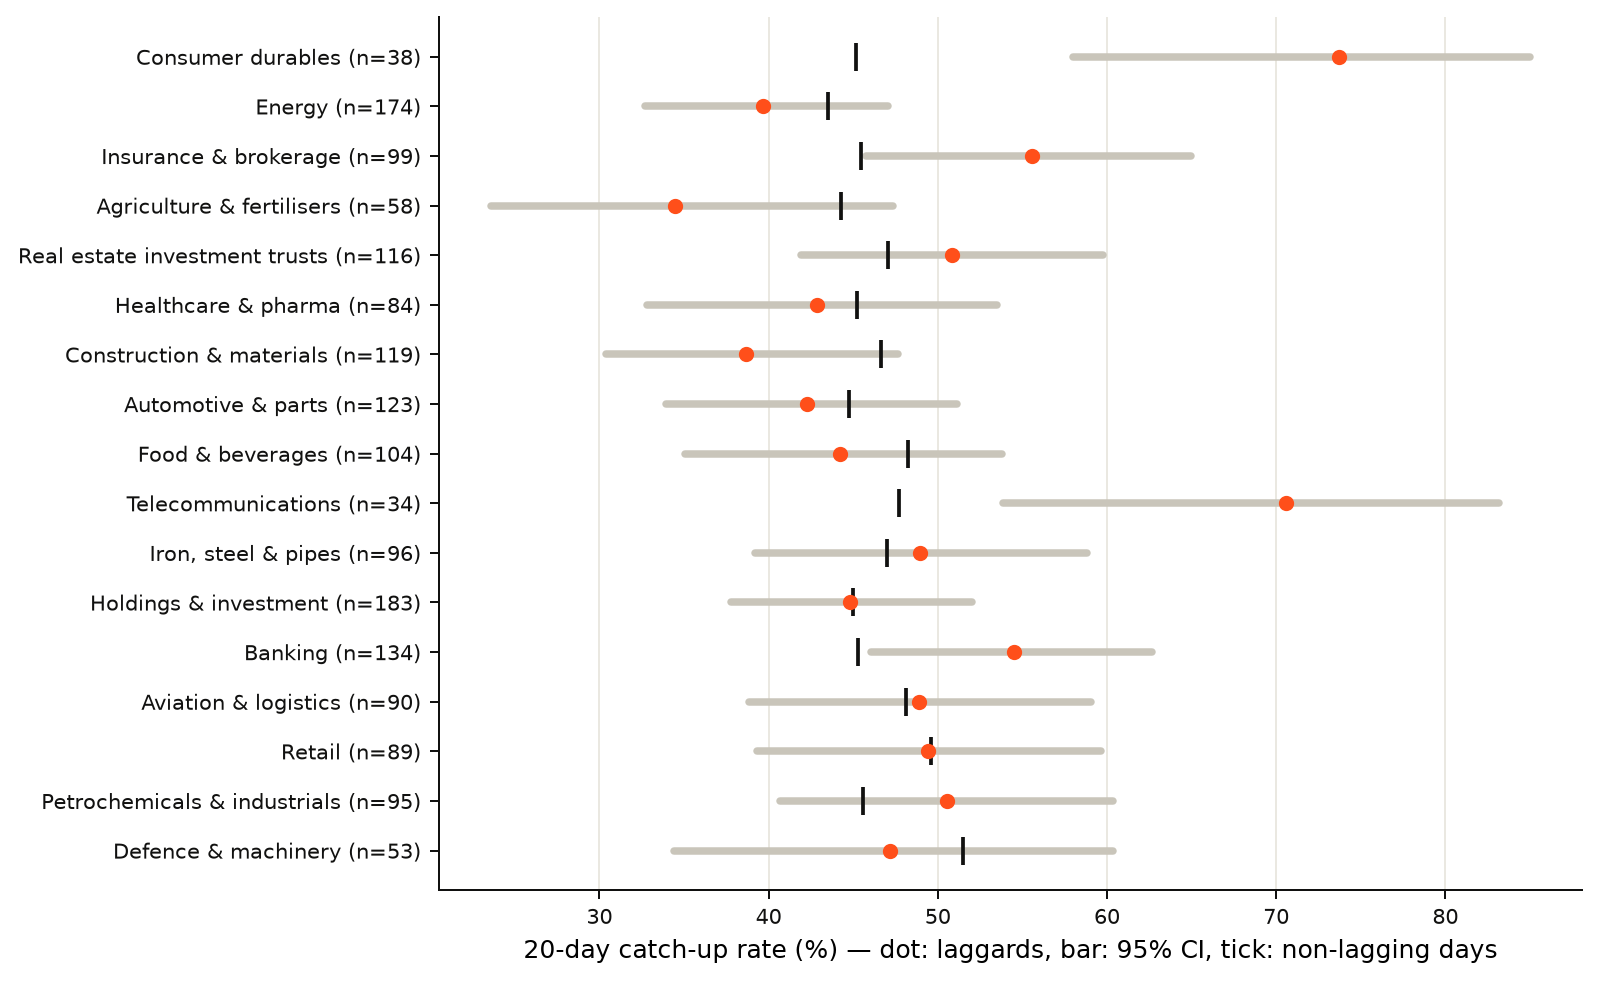 Consumer durables (n=38)
Energy (n=174)
Insurance & brokerage (n=99)
Agriculture & fertilisers (n=58)
Real estate investment trusts (n=116)
Healthcare & pharma (n=84)
Construction & materials (n=119)
Automotive & parts (n=123)
Food & beverages (n=104)
Telecommunications (n=34)
Iron, steel & pipes (n=96)
Holdings & investment (n=183)
Banking (n=134)
Aviation & logistics (n=90)
Retail (n=89)
Petrochemicals & industrials (n=95)
Defence & machinery (n=53)
30 40 50 60 70 80
20-day catch-up rate (%) — dot: laggards, bar: 95% CI, tick: non-lagging days